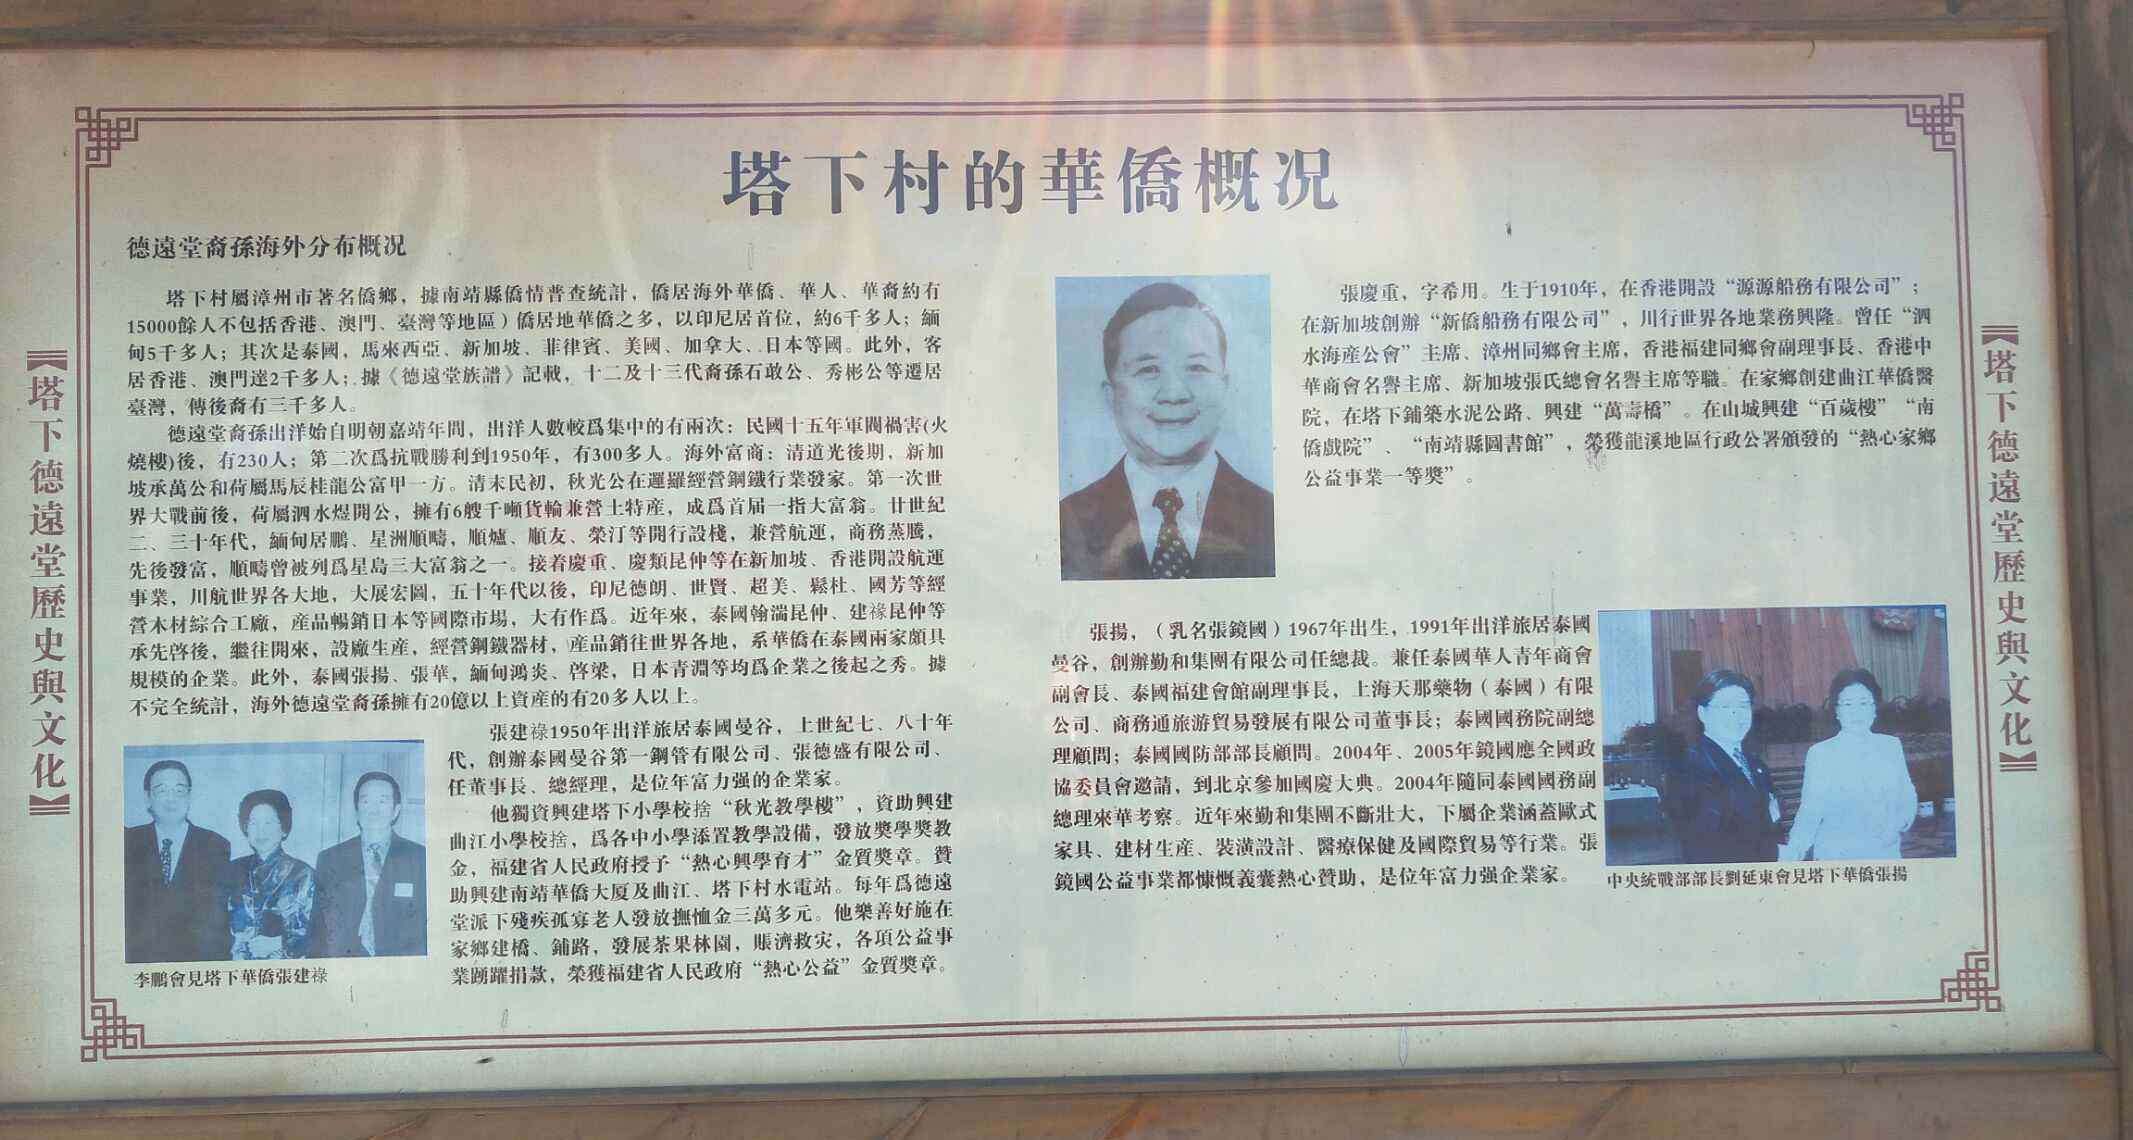 塔下村的華僑概况
【塔下德遠堂歷史與文化】
德遠堂裔孫海外分布概况
塔下村屬漳州市著名僑鄉，據南靖縣僑情普查統計，僑居海外華僑、華人、華裔約有
15000餘人不包括香港、澳門、臺灣等地區）僑居地華僑之多，以印尼居首位，約6千多人；緬
甸5千多人；其次是泰國，馬來西亞、新加坡、菲律賓、美國、加拿大、日本等國。此外，客
居香港、澳門達2千多人；據《德遠堂族譜》記載，十二及十三代裔孫石敢公、秀彬公等遷居
臺灣，傳後裔有三千多人。
德遠堂裔孫出洋始自明朝嘉靖年間，出洋人數較爲集中的有兩次：民國十五年軍閥禍害(火
燒樓)後，有230人；第二次爲抗戰勝利到1950年，有300多人。海外富商：清道光後期，新加
坡承萬公和荷屬馬辰桂龍公富甲一方。清末民初，秋光公在暹羅經營鋼鐵行業發家。第一次世
界大戰前後，荷屬泗水煜開公，擁有6艘千噸貨輪兼營土特産，成爲首届一指大富翁。廿世紀
二、三十年代，緬甸居鵬、星洲順疇，順爐、順友、榮汀等開行設棧，兼營航運，商務蒸騰，
先後發富，順疇曾被列爲星島三大富翁之一。接着慶重、慶類昆仲等在新加坡、香港開設航運
事業，川航世界各大地，大展宏圖，五十年代以後，印尼德朗、世賢、超美、鬆杜、國芳等經
營木材綜合工廠，産品暢銷日本等國際市場，大有作爲。近年來，泰國翰湍昆仲、建祿昆仲等
承先啓後，繼往開來，設廠生産，經營鋼鐵器材，産品銷往世界各地，系華僑在泰國兩家頗具
規模的企業。此外，泰國張揚、張華，緬甸鴻炎、啓梁，日本青淵等均爲企業之後起之秀。據
不完全統計，海外德遠堂裔孫擁有20億以上資産的有20多人以上。
張建祿1950年出洋旅居泰國曼谷，上世紀七、八十年
代，創辦泰國曼谷第一鋼管有限公司、張德盛有限公司、
任董事長、總經理，是位年富力强的企業家。
他獨資興建塔下小學校捨“秋光教學樓”，資助興建
曲江小學校捨，爲各中小學添置教學設備，發放獎學獎教
金，福建省人民政府授予“熱心興學育才”金質獎章。贊
助興建南靖華僑大厦及曲江、塔下村水電站。每年爲德遠
堂派下殘疾孤寡老人發放撫恤金三萬多元。他樂善好施在
家鄉建橋、鋪路，發展茶果林園，賬濟救灾，各項公益事
業踴躍捐款，榮獲福建省人民政府“熱心公益”金質獎章。
李鵬會見塔下華僑張建祿
張慶重，字希用。生于1910年，在香港開設“源源船務有限公司”；
在新加坡創辦“新僑船務有限公司”，川行世界各地業務興隆。曾任“泗
水海産公會”主席、漳州同鄉會主席，香港福建同鄉會副理事長、香港中
華商會名譽主席、新加坡張氏總會名譽主席等職。在家鄉創建曲江華僑醫
院，在塔下鋪築水泥公路、興建“萬壽橋”。在山城興建“百歲樓”“南
僑戲院”、“南靖縣圖書館”，榮獲龍溪地區行政公署頒發的“熱心家鄉
公益事業一等獎”。
張揚，（乳名張鏡國）1967年出生，1991年出洋旅居泰國
曼谷，創辦勤和集團有限公司任總裁。兼任泰國華人青年商會
副會長、泰國福建會館副理事長，上海天那藥物（泰國）有限
公司、商務通旅游貿易發展有限公司董事長；泰國國務院副總
理顧問；泰國國防部部長顧問。2004年、2005年鏡國應全國政
協委員會邀請，到北京參加國慶大典。2004年隨同泰國國務副
總理來華考察。近年來勤和集團不斷壯大，下屬企業涵蓋歐式
家具、建材生産、裝潢設計、醫療保健及國際貿易等行業。張
鏡國公益事業都慷慨義囊熱心贊助，是位年富力强企業家。
中央統戰部部長劉延東會見塔下華僑張揚
【塔下德遠堂歷史與文化】